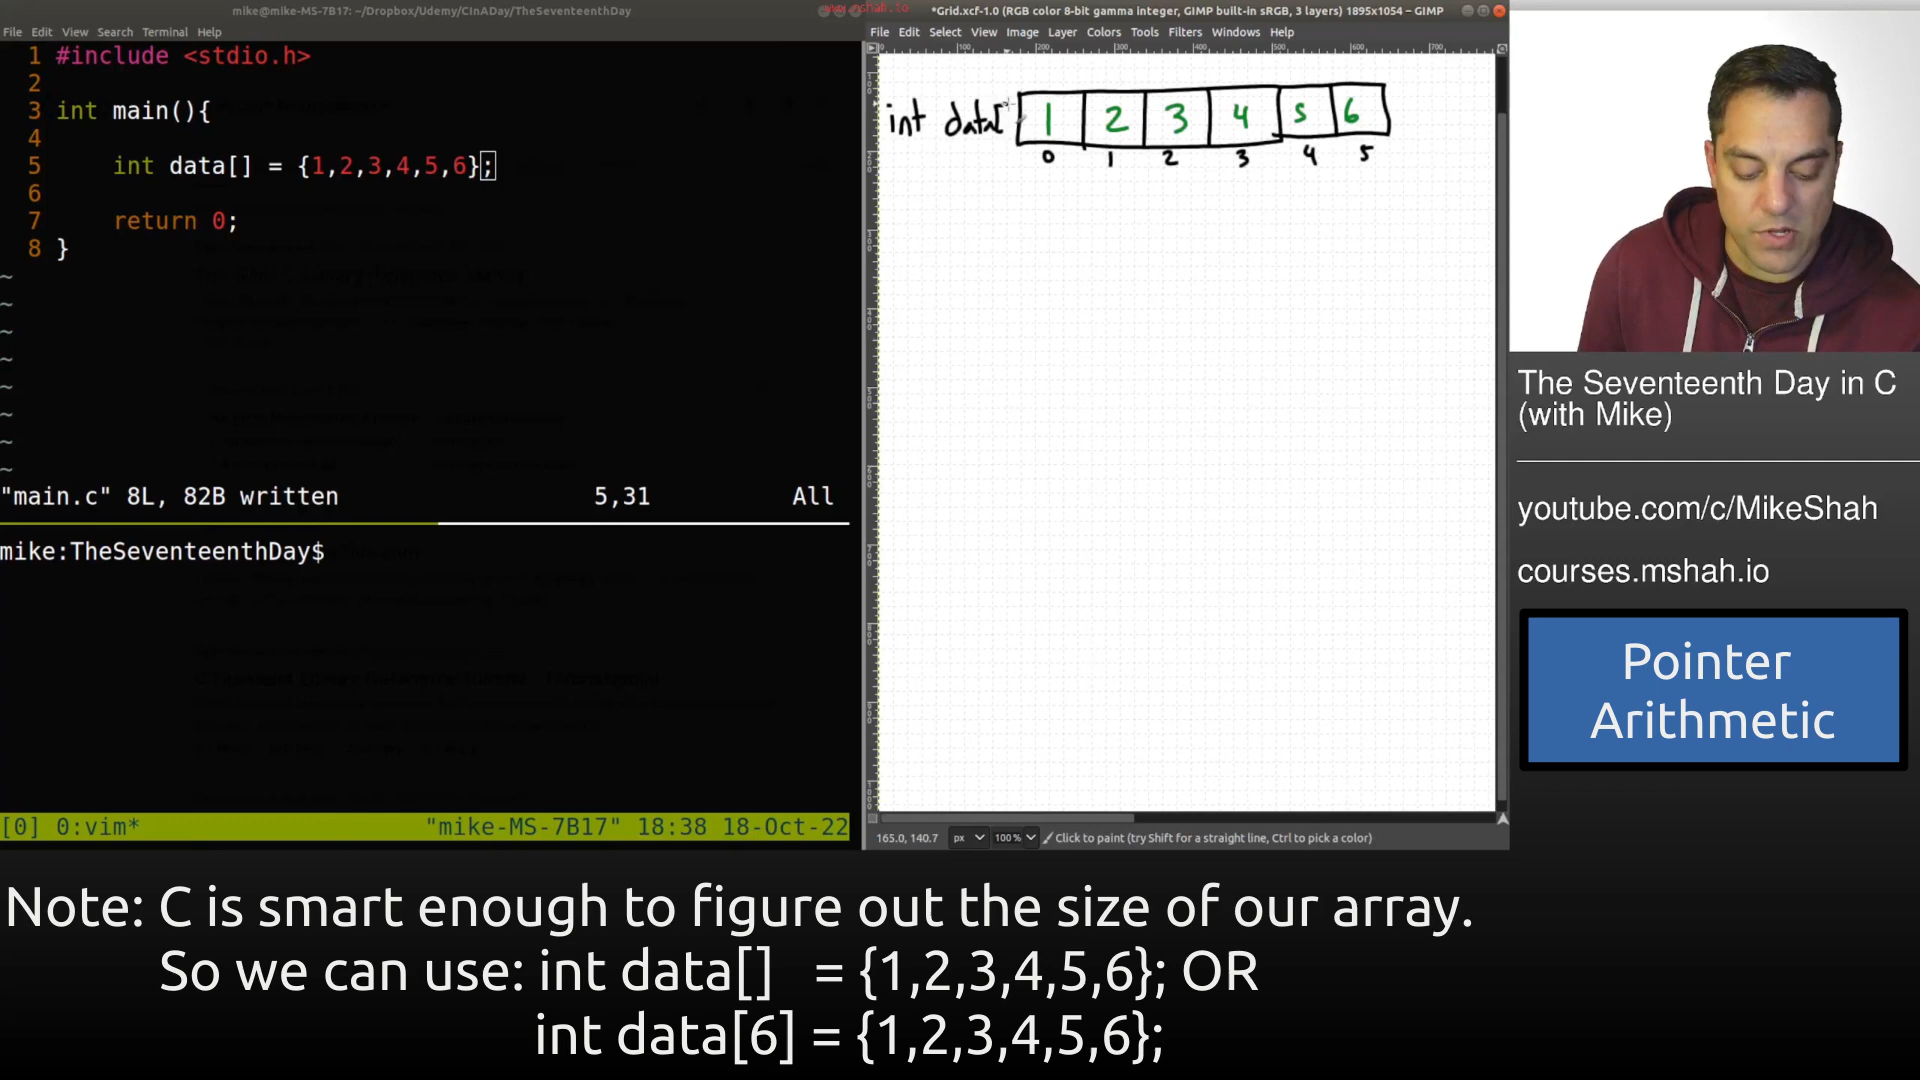 mike@mike-MS-7B17: ~/Dropbox/Udemy/CInADay/TheSeventeenthDay
File Edit View Search Terminal Help
1 #include <stdio.h>
2
3 int main(){
4
5 int data[] = {1,2,3,4,5,6};
6
7 return 0;
8 }
~
~
~
~
~
~
~
~
"main.c" 8L, 82B written 5,31 All
mike:TheSeventeenthDay$
[0] 0:vim* "mike-MS-7B17" 18:38 18-Oct-22
*Grid.xcf-1.0 (RGB color 8-bit gamma integer, GIMP built-in sRGB, 3 layers) 1895x1054 – GIMP
File Edit Select View Image Layer Colors Tools Filters Windows Help
int data[ 1 2 3 4 5 6
0 1 2 3 4 5
165.0, 140.7 px 100% Click to paint (try Shift for a straight line, Ctrl to pick a color)
The Seventeenth Day in C
(with Mike)
youtube.com/c/MikeShah
courses.mshah.io
Pointer
Arithmetic
Note: C is smart enough to figure out the size of our array.
So we can use: int data[] = {1,2,3,4,5,6}; OR
int data[6] = {1,2,3,4,5,6};